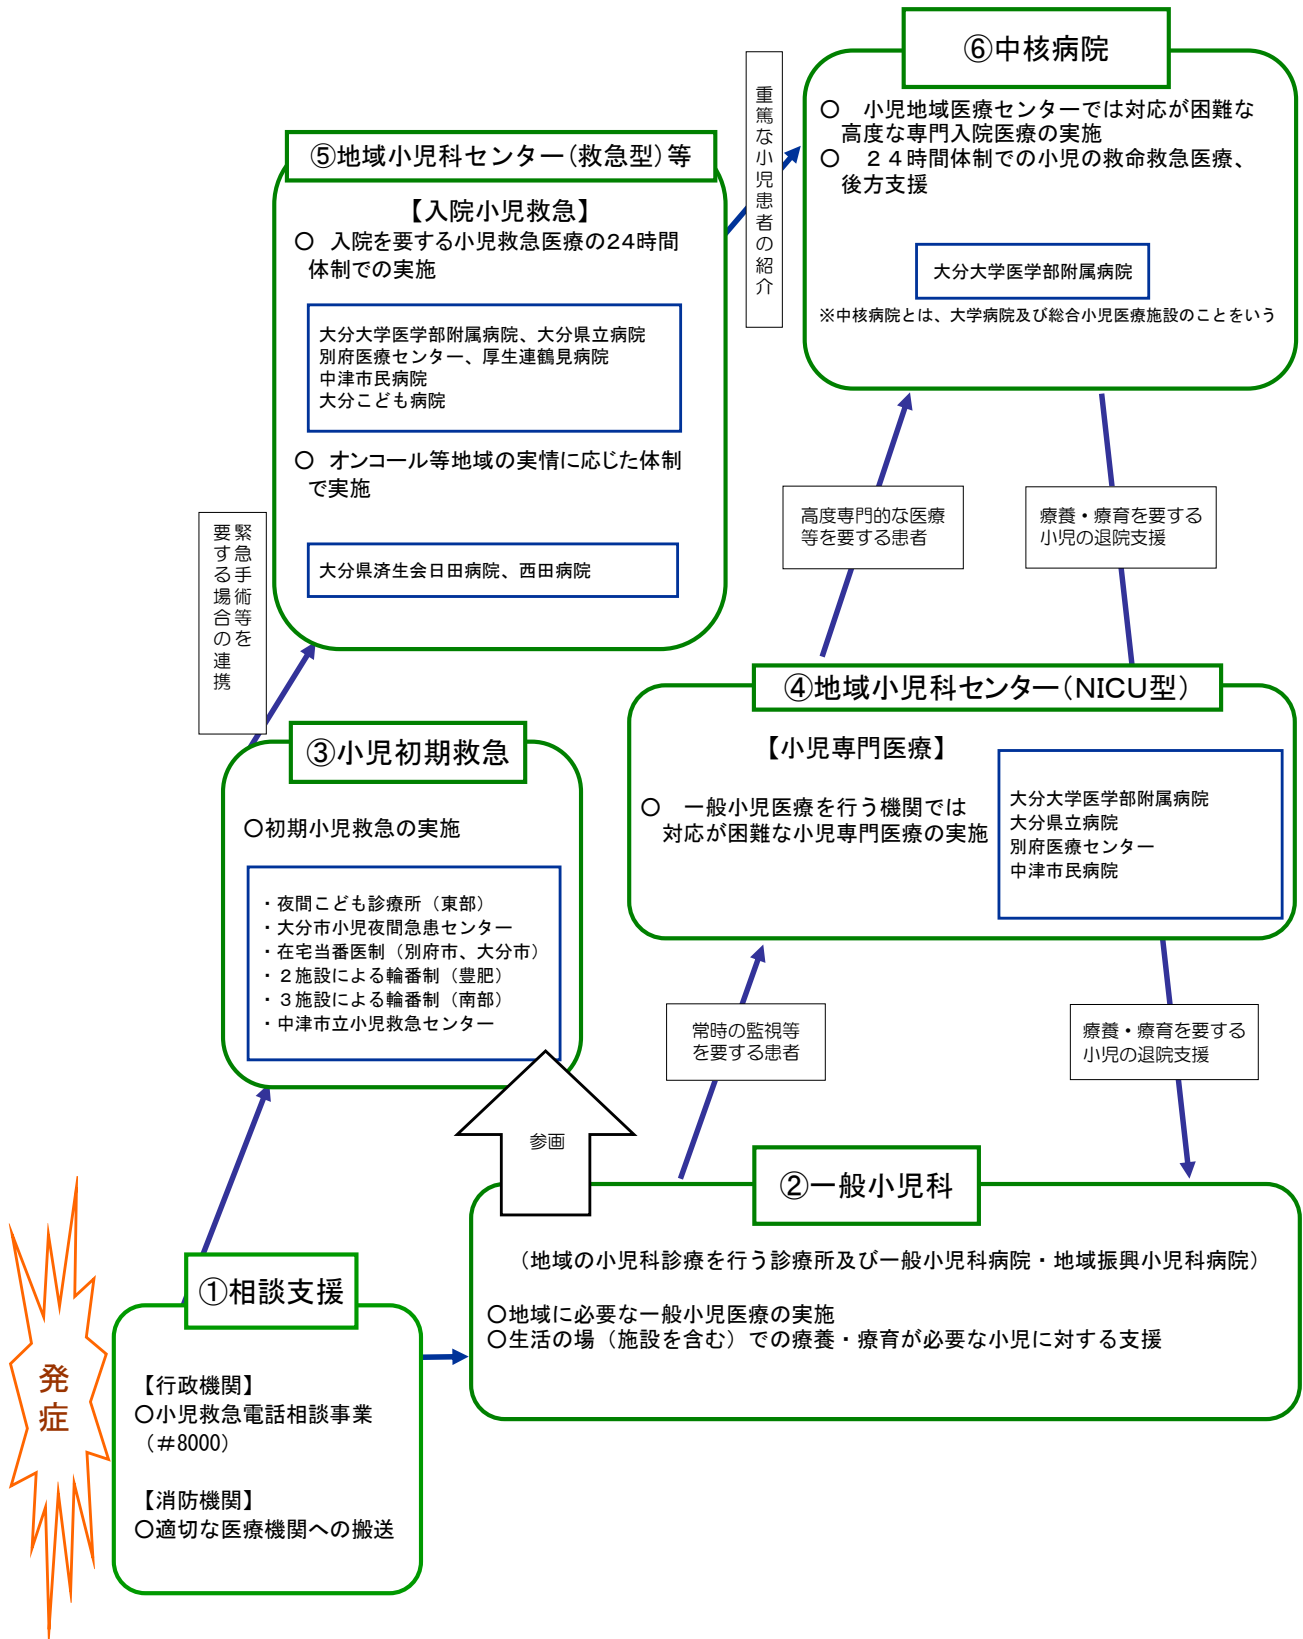 ⑥中核病院
○　小児地域医療センターでは対応が困難な
高度な専門入院医療の実施
○　２４時間体制での小児の救命救急医療、
後方支援
大分大学医学部附属病院
※中核病院とは、大学病院及び総合小児医療施設のことをいう
重篤な小児患者の紹介
⑤地域小児科センター（救急型）等
【入院小児救急】
○　入院を要する小児救急医療の24時間
体制での実施
大分大学医学部附属病院、大分県立病院
別府医療センター、厚生連鶴見病院
中津市民病院
大分こども病院
○　オンコール等地域の実情に応じた体制
で実施
大分県済生会日田病院、西田病院
緊急手術等を
要する場合の連携
高度専門的な医療
等を要する患者
療養・療育を要する
小児の退院支援
④地域小児科センター（NICU型）
【小児専門医療】
○　一般小児医療を行う機関では
対応が困難な小児専門医療の実施
大分大学医学部附属病院
大分県立病院
別府医療センター
中津市民病院
③小児初期救急
○初期小児救急の実施
・夜間こども診療所（東部）
・大分市小児夜間急患センター
・在宅当番医制（別府市、大分市）
・２施設による輪番制（豊肥）
・３施設による輪番制（南部）
・中津市立小児救急センター
常時の監視等
を要する患者
療養・療育を要する
小児の退院支援
参画
②一般小児科
（地域の小児科診療を行う診療所及び一般小児科病院・地域振興小児科病院）
○地域に必要な一般小児医療の実施
○生活の場（施設を含む）での療養・療育が必要な小児に対する支援
①相談支援
【行政機関】
○小児救急電話相談事業
（＃8000）
【消防機関】
○適切な医療機関への搬送
発
症